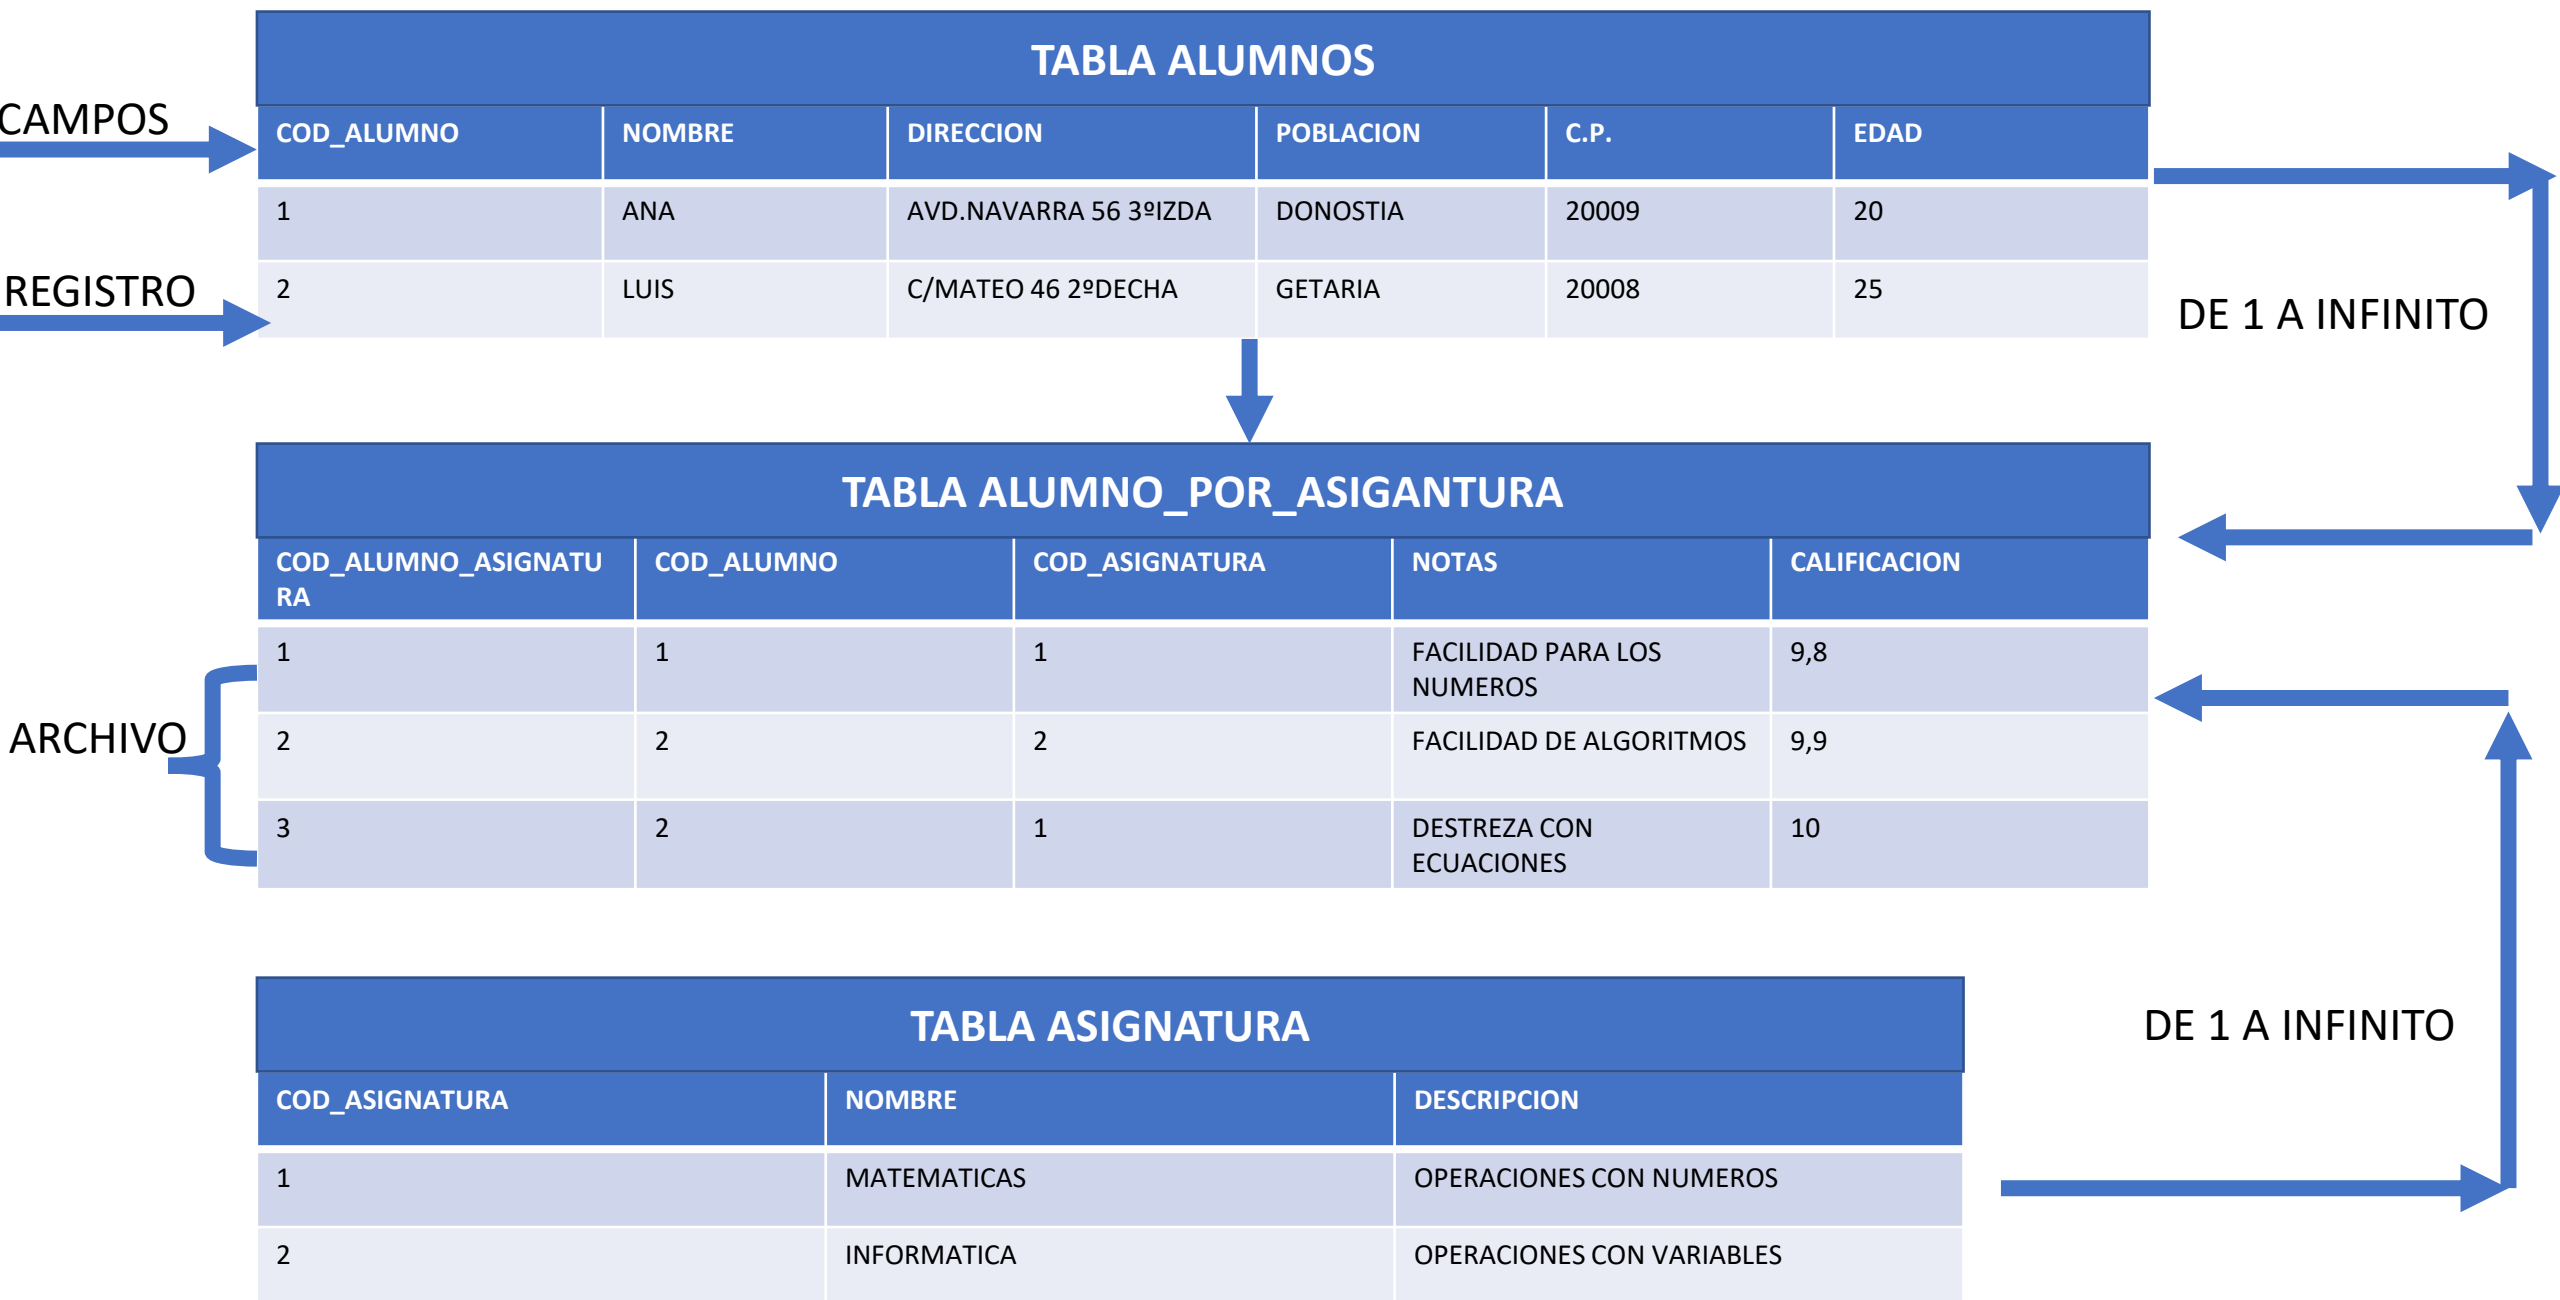 TABLA ALUMNOS
CAMPOS
COD_ALUMNO NOMBRE DIRECCION POBLACION C.P. EDAD
1 ANA AVD.NAVARRA 56 3ºIZDA DONOSTIA 20009 20
REGISTRO
2 LUIS C/MATEO 46 2ºDECHA GETARIA 20008 25
DE 1 A INFINITO
TABLA ALUMNO_POR_ASIGANTURA
COD_ALUMNO_ASIGNATU COD_ALUMNO COD_ASIGNATURA NOTAS CALIFICACION
RA
1 1 1 FACILIDAD PARA LOS 9,8
NUMEROS
ARCHIVO
2 2 2 FACILIDAD DE ALGORITMOS 9,9
3 2 1 DESTREZA CON 10
ECUACIONES
TABLA ASIGNATURA
DE 1 A INFINITO
COD_ASIGNATURA NOMBRE DESCRIPCION
1 MATEMATICAS OPERACIONES CON NUMEROS
2 INFORMATICA OPERACIONES CON VARIABLES